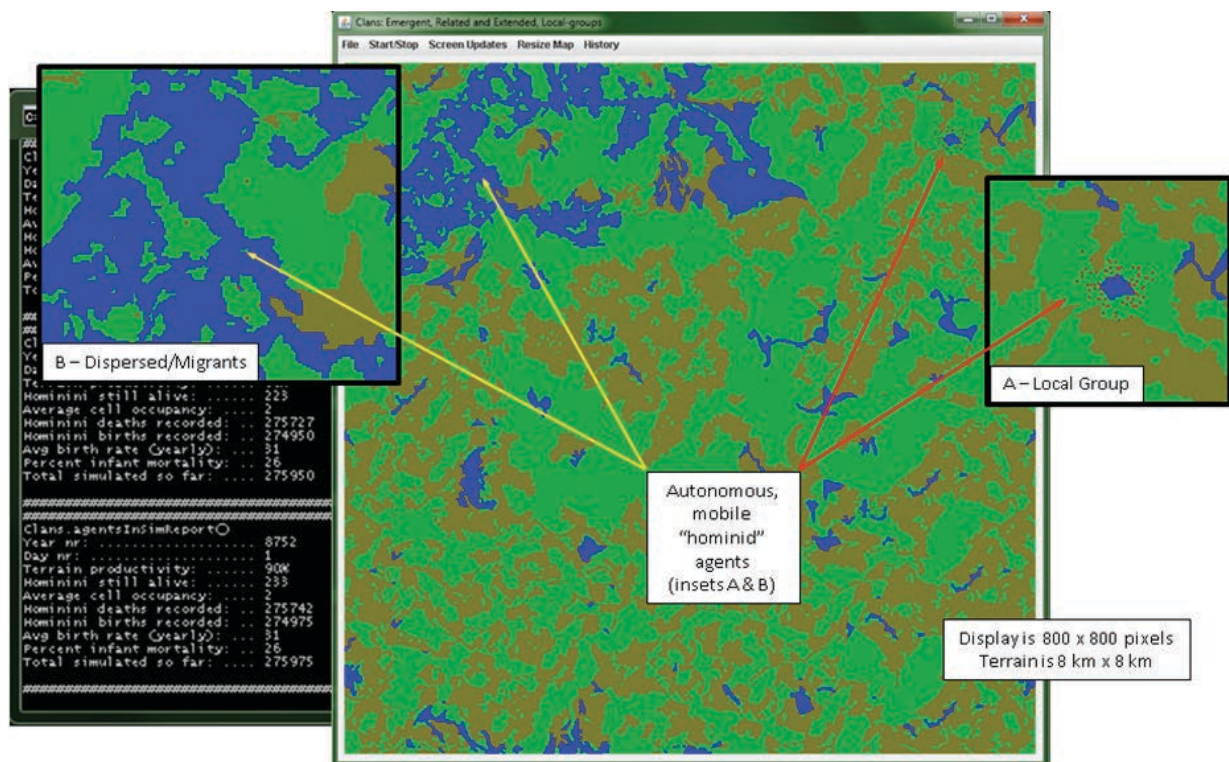 Clans: Emergent, Related and Extended, Local-groups
File Start/Stop Screen Updates Resize Map History
B – Dispersed/Migrants
A – Local Group
Hominini still alive: ...... 223
Average cell occupancy: .... 2
Hominini deaths recorded: .. 275727
Hominini births recorded: .. 274950
Avg birth rate (yearly): ... 31
Percent infant mortality: .. 26
Total simulated so far: .... 275950
Clans.agentsInSimReport()
Year nr: ................... 8752
Day nr: .................... 1
Terrain productivity: ...... 90%
Hominini still alive: ...... 233
Average cell occupancy: .... 2
Hominini deaths recorded: .. 275742
Hominini births recorded: .. 274975
Avg birth rate (yearly): ... 31
Percent infant mortality: .. 26
Total simulated so far: .... 275975
Autonomous,
mobile
“hominid”
agents
(insets A & B)
Display is 800 x 800 pixels
Terrain is 8 km x 8 km